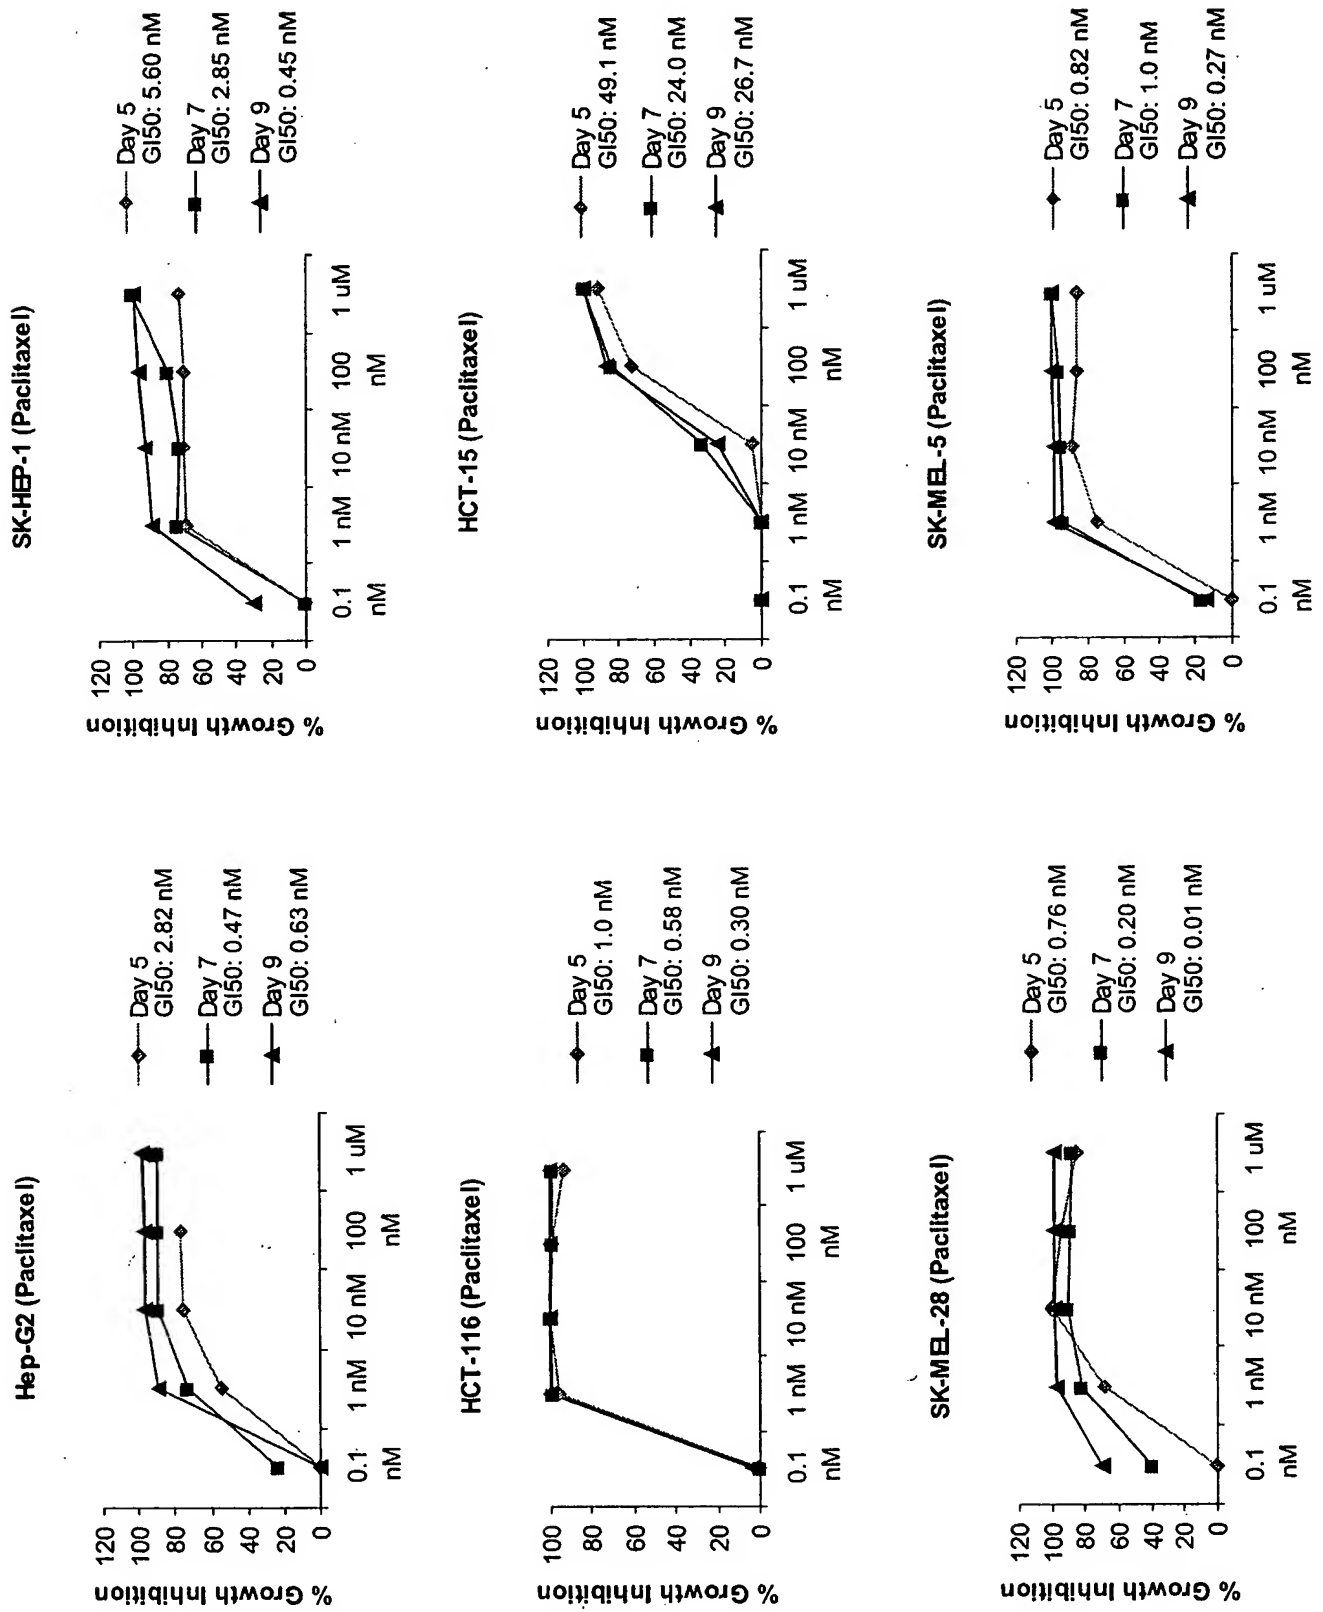 Hep-G2 (Paclitaxel)
% Growth Inhibition
120
100
80
60
40
20
0
0.1 nM
1 nM
10 nM
100 nM
1 uM
Day 5
GI50: 2.82 nM
Day 7
GI50: 0.47 nM
Day 9
GI50: 0.63 nM
SK-HEP-1 (Paclitaxel)
% Growth Inhibition
120
100
80
60
40
20
0
0.1 nM
1 nM
10 nM
100 nM
1 uM
Day 5
GI50: 5.60 nM
Day 7
GI50: 2.85 nM
Day 9
GI50: 0.45 nM
HCT-116 (Paclitaxel)
% Growth Inhibition
100
80
60
40
20
0
0.1 nM
1 nM
10 nM
100 nM
1 uM
Day 5
GI50: 1.0 nM
Day 7
GI50: 0.58 nM
Day 9
GI50: 0.30 nM
HCT-15 (Paclitaxel)
% Growth Inhibition
120
100
80
60
40
20
0
0.1 nM
1 nM
10 nM
100 nM
1 uM
Day 5
GI50: 49.1 nM
Day 7
GI50: 24.0 nM
Day 9
GI50: 26.7 nM
SK-MEL-28 (Paclitaxel)
% Growth Inhibition
120
100
80
60
40
20
0
0.1 nM
1 nM
10 nM
100 nM
1 uM
Day 5
GI50: 0.76 nM
Day 7
GI50: 0.20 nM
Day 9
GI50: 0.01 nM
SK-MEL-5 (Paclitaxel)
% Growth Inhibition
120
100
80
60
40
20
0
0.1 nM
1 nM
10 nM
100 nM
1 uM
Day 5
GI50: 0.82 nM
Day 7
GI50: 1.0 nM
Day 9
GI50: 0.27 nM